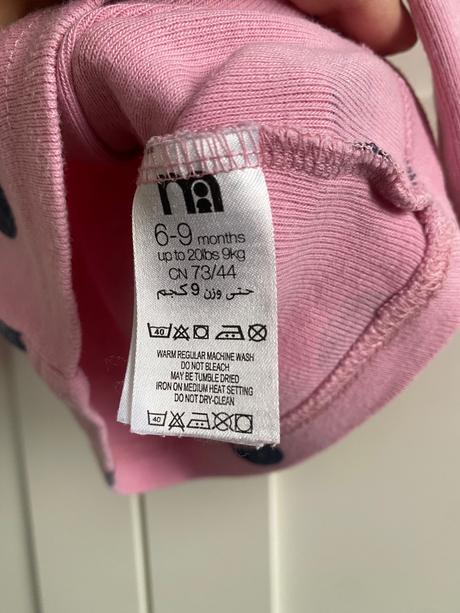 6-9 months
up to 20lbs 9kg
CN 73/44
حتى وزن 9 كجم
40
WARM REGULAR MACHINE WASH
DO NOT BLEACH
MAY BE TUMBLE DRIED
IRON ON MEDIUM HEAT SETTING
DO NOT DRY-CLEAN
40